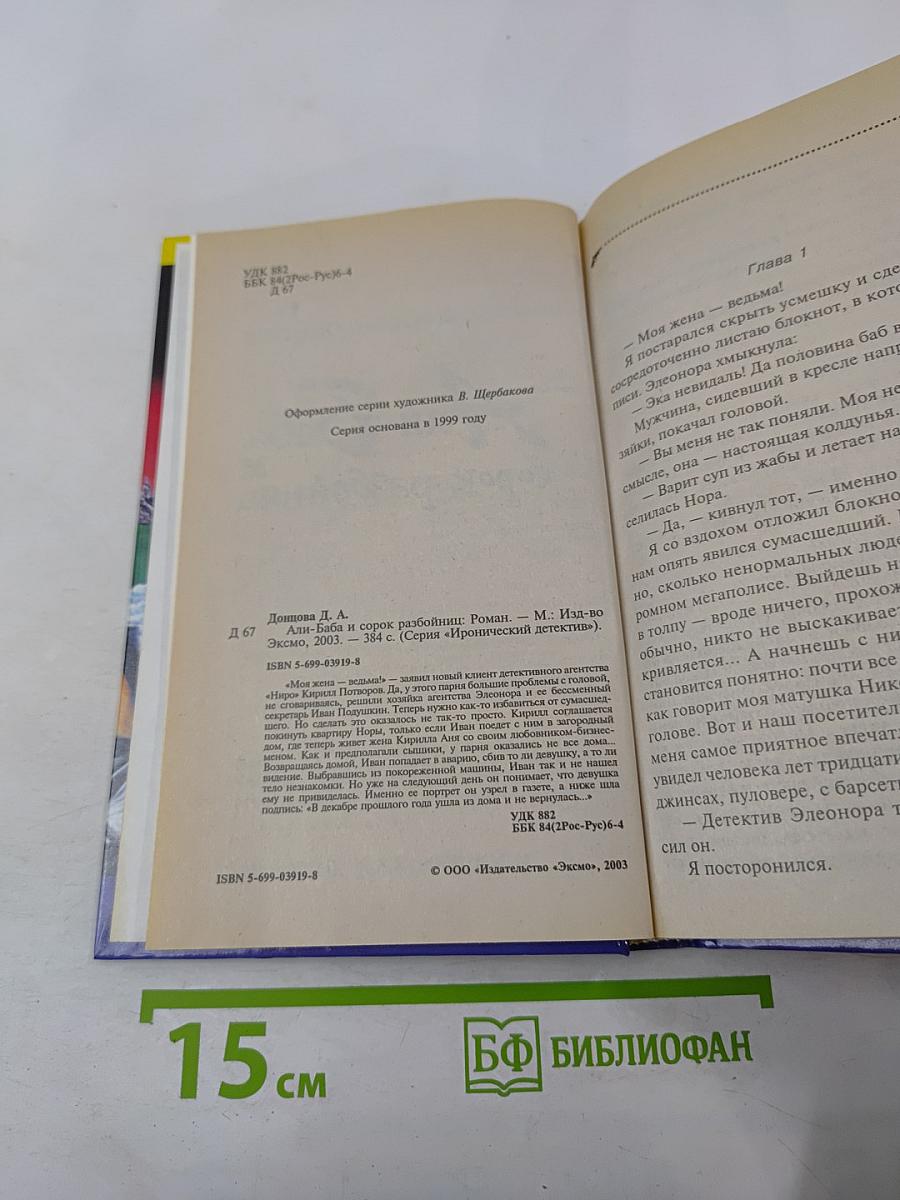 УДК 882
ББК 84(2Рос-Рус)6-4
Д 67
Оформление серии художника В. Щербакова
Серия основана в 1999 году
Донцова Д. А.
Д 67 Али-Баба и сорок разбойниц: Роман. — М.: Изд-во
Эксмо, 2003. — 384 с. (Серия «Иронический детектив»).
ISBN 5-699-03919-8
«Моя жена — ведьма!» — заявил новый клиент детективного агентства
«Ниро» Кирилл Потворов. Да, у этого парня большие проблемы с головой,
не сговариваясь, решили хозяйка агентства Элеонора и ее бессменный
секретарь Иван Подушкин. Теперь нужно как-то избавиться от сумасшед-
шего. Но сделать это оказалось не так-то просто. Кирилл соглашается
покинуть квартиру Норы, только если Иван поедет с ним в загородный
дом, где теперь живет жена Кирилла Аня со своим любовником-бизнес-
меном. Как и предполагали сыщики, у парня оказались не все дома...
Возвращаясь домой, Иван попадает в аварию, сбив то ли девушку, а то ли
видение. Выбравшись из покореженной машины, Иван так и не нашел
тело незнакомки. Но уже на следующий день он понимает, что девушка
ему не привиделась. Именно ее портрет он узрел в газете, а ниже шла
подпись: «В декабре прошлого года ушла из дома и не вернулась...»
УДК 882
ББК 84(2Рос-Рус)6-4
ISBN 5-699-03919-8
© ООО «Издательство «Эксмо», 2003
Глава 1
— Моя жена — ведьма!
Я постарался скрыть усмешку и сде
сосредоточенно листаю блокнот, в кото
писи. Элеонора хмыкнула:
— Эка невидаль! Да половина баб в
Мужчина, сидевший в кресле напр
зяйки, покачал головой.
— Вы меня не так поняли. Моя не
смысле, она — настоящая колдунья.
— Варит суп из жабы и летает на
селилась Нора.
— Да, — кивнул тот, — именно
Я со вздохом отложил блокно
нам опять явился сумасшедший.
но, сколько ненормальных люде
ромном мегаполисе. Выйдешь н
в толпу — вроде ничего, прохож
обычно, никто не выскакивает
кривляется... А начнешь с ни
становится понятно: почти все
как говорит моя матушка Нико
голове. Вот и наш посетител
меня самое приятное впечатл
увидел человека лет тридцати
джинсах, пуловере, с барсетк
— Детектив Элеонора т
сил он.
Я посторонился.
15 см
БФ БИБЛИОФАН